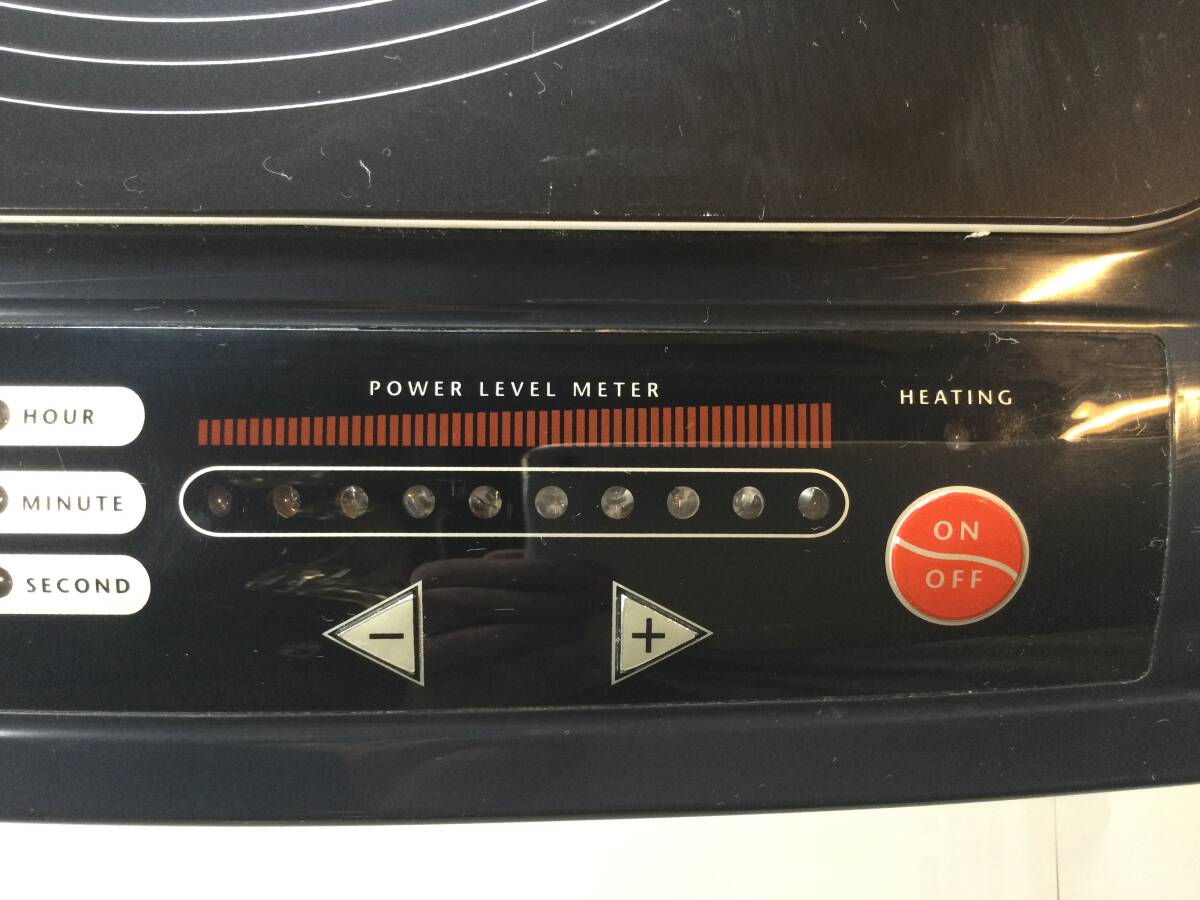 POWER LEVEL METER
HEATING
HOUR
MINUTE
SECOND
ON
OFF
−
+